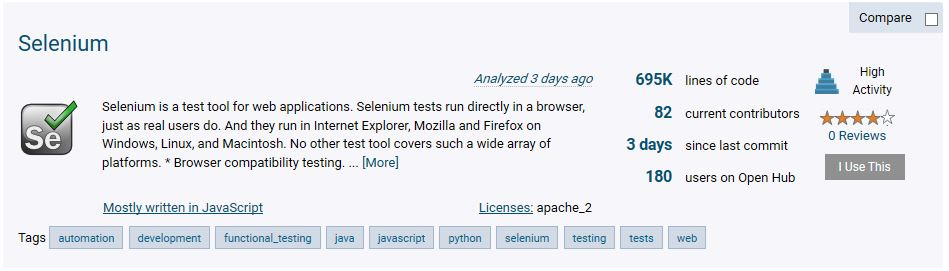 Compare
Selenium
Analyzed 3 days ago
Se
Selenium is a test tool for web applications. Selenium tests run directly in a browser,
just as real users do. And they run in Internet Explorer, Mozilla and Firefox on
Windows, Linux, and Macintosh. No other test tool covers such a wide array of
platforms. * Browser compatibility testing. ... [More]
695K lines of code
82 current contributors
3 days since last commit
180 users on Open Hub
High
Activity
0 Reviews
I Use This
Mostly written in JavaScript
Licenses: apache_2
Tags automation development functional_testing java javascript python selenium testing tests web